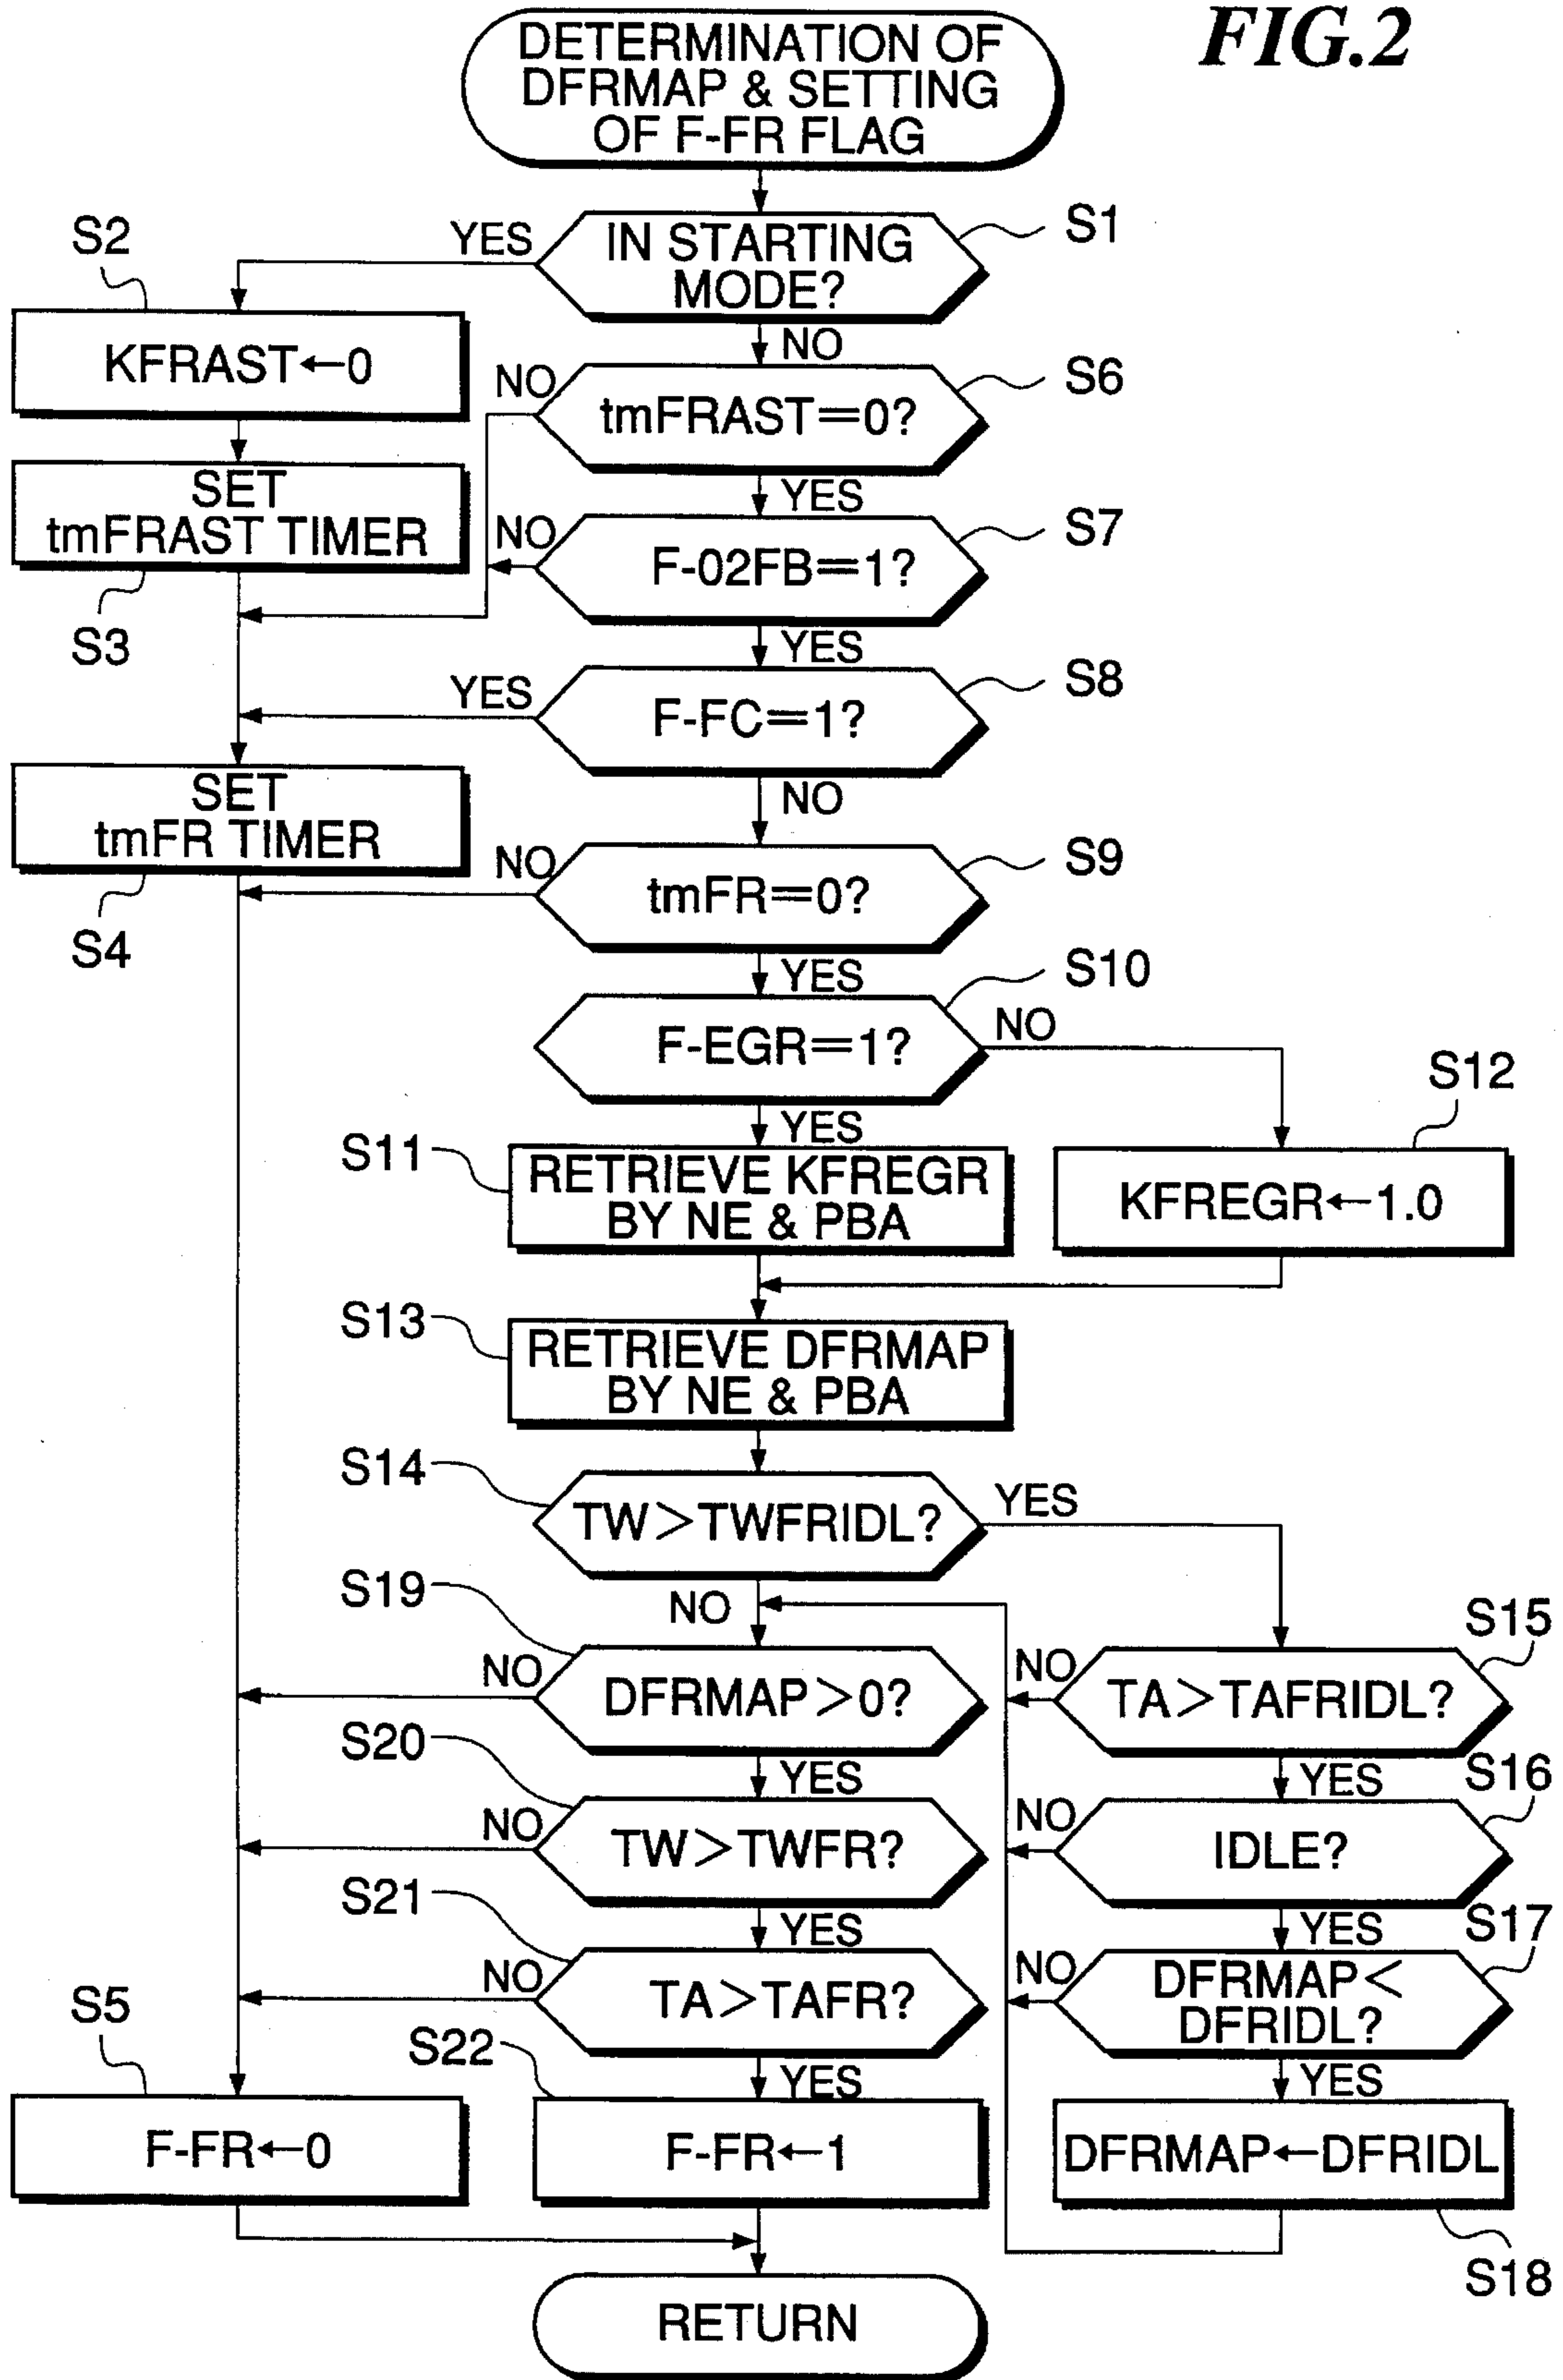 FIG.2
DETERMINATION OF
DFRMAP & SETTING
OF F-FR FLAG
S1
IN STARTING
MODE?
YES
NO
S2
KFRAST←0
S6
tmFRAST=0?
NO
YES
SET
tmFRAST TIMER
S3
S7
F-02FB=1?
NO
YES
S8
F-FC=1?
YES
NO
SET
tmFR TIMER
S4
S9
tmFR=0?
NO
YES
S10
F-EGR=1?
NO
YES
S11
RETRIEVE KFREGR
BY NE & PBA
S12
KFREGR←1.0
S13
RETRIEVE DFRMAP
BY NE & PBA
S14
TW>TWFRIDL?
YES
NO
S19
DFRMAP>0?
NO
YES
S15
TA>TAFRIDL?
NO
YES
S20
TW>TWFR?
NO
YES
S16
IDLE?
NO
YES
S21
TA>TAFR?
NO
YES
S17
DFRMAP<
DFRIDL?
NO
YES
S5
F-FR←0
S22
F-FR←1
DFRMAP←DFRIDL
S18
RETURN